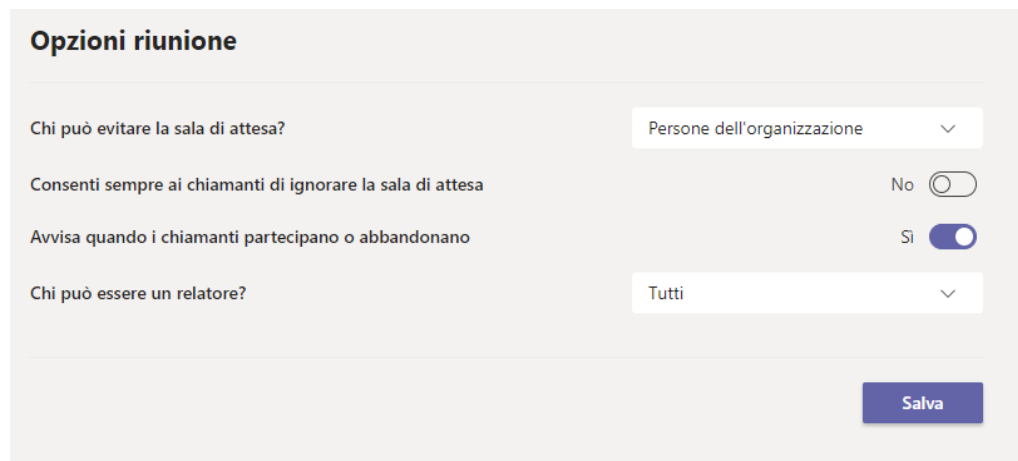 Opzioni riunione
Chi può evitare la sala di attesa? Persone dell'organizzazione
Consenti sempre ai chiamanti di ignorare la sala di attesa No
Avvisa quando i chiamanti partecipano o abbandonano Sì
Chi può essere un relatore? Tutti
Salva